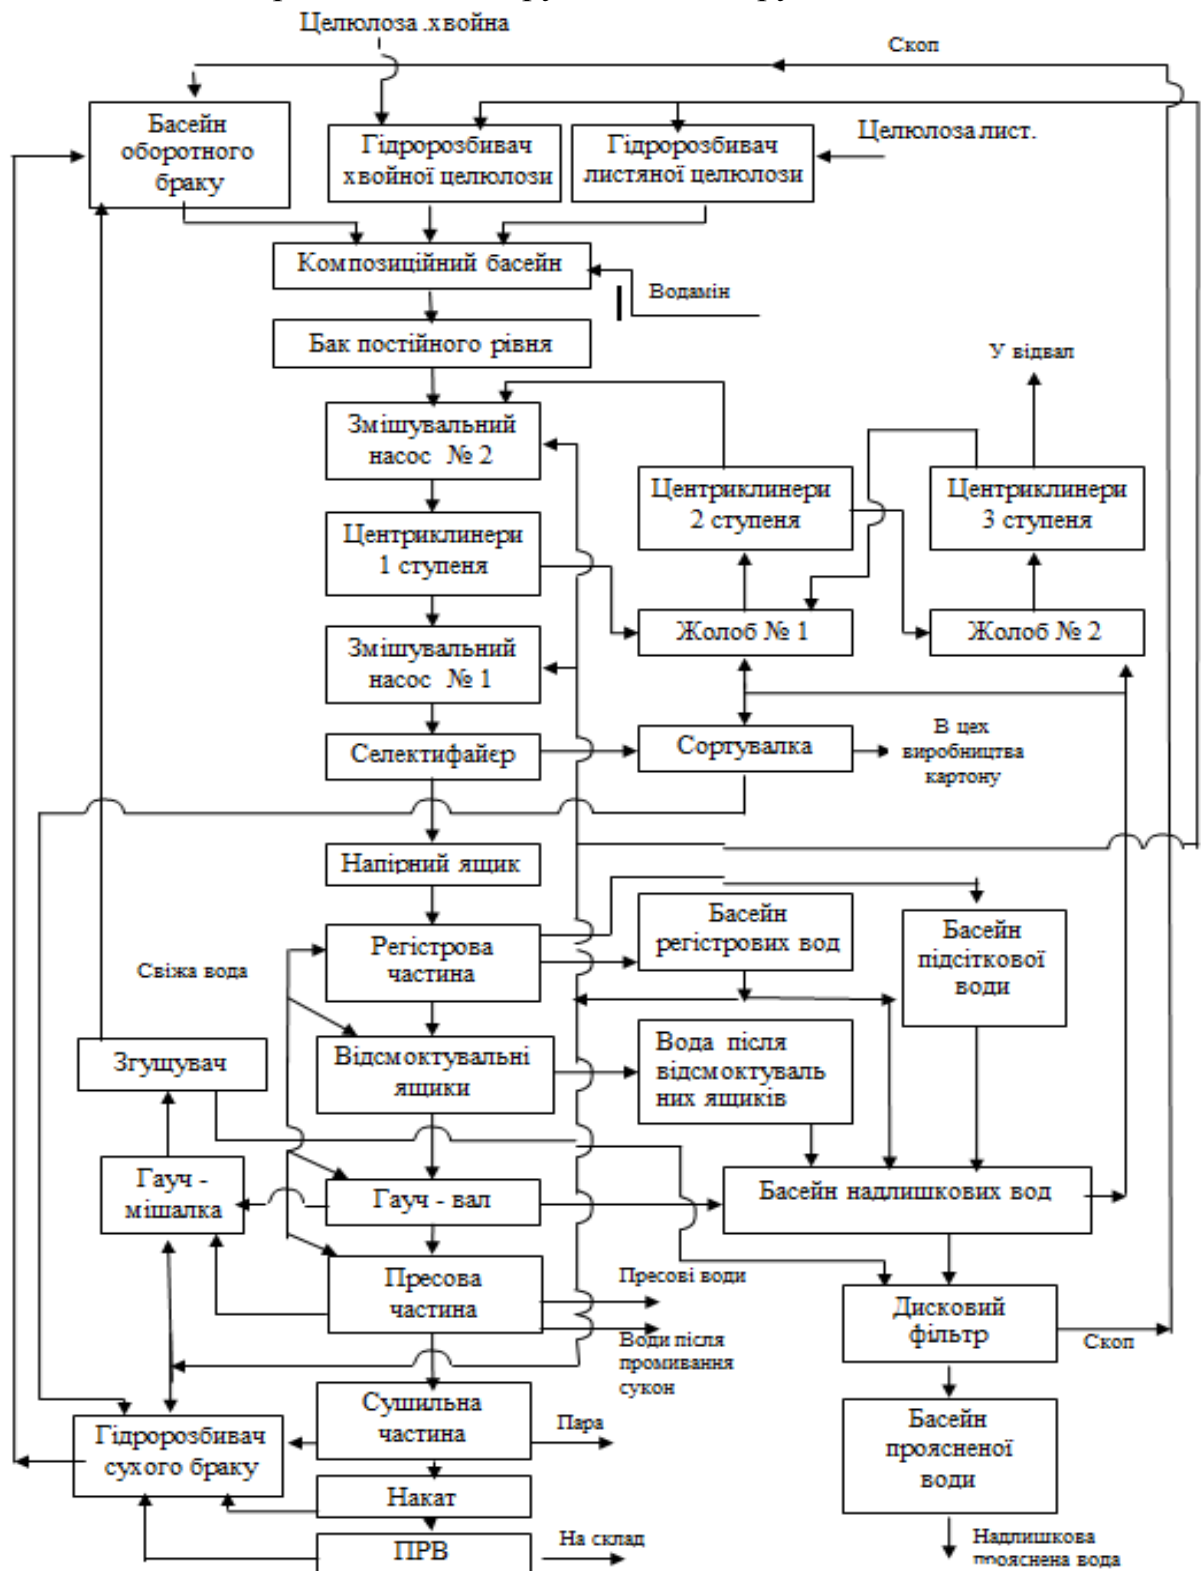 Целюлоза .хвойна
Скоп
Басейн
оборотного
браку
Гідророзбивач
хвойної целюлози
Гідророзбивач
листяної целюлози
Целюлоза лист.
Композиційний басейн
Водамін
Бак постійного рівня
У відвал
Змішувальний
насос № 2
Центриклинери
2 ступеня
Центриклинери
3 ступеня
Центриклинери
1 ступеня
Жолоб № 1
Жолоб № 2
Змішувальний
насос № 1
Селектифайєр
Сортувалка
В цех
виробництва
картону
Напірний ящик
Басейн
регістрових вод
Басейн
підсіткової
води
Регістрова
частина
Свіжа вода
Згущувач
Відсмоктувальні
ящики
Вода після
відсмоктуваль
них ящиків
Гауч -
мішалка
Гауч - вал
Басейн надлишкових вод
Пресова
частина
Пресові води
Води після
промивання
сукон
Дисковий
фільтр
Скоп
Сушильна
частина
Пара
Гідророзбивач
сухого браку
Басейн
проясненої
води
Накат
ПРВ
На склад
Надлишкова
прояснена вода